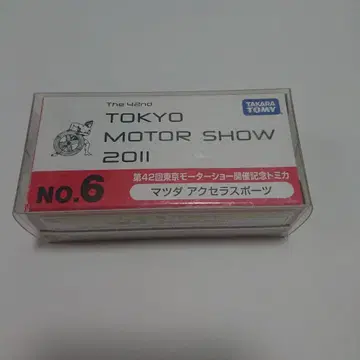 The 42nd
TOKYO
MOTOR SHOW
2011
TAKARA
TOMY
NO.6
第42回東京モーターショー開催記念トミカ
マツダ アクセラスポーツ